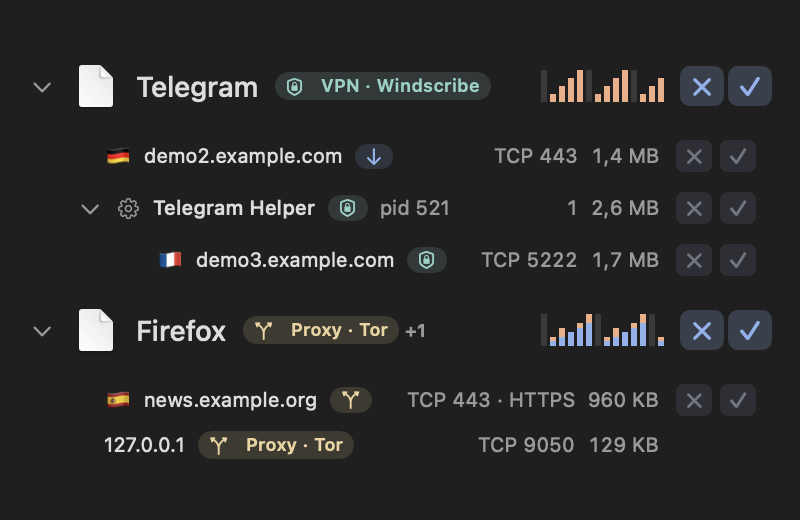 Telegram VPN · Windscribe
demo2.example.com TCP 443 1,4 MB
Telegram Helper pid 521 1 2,6 MB
demo3.example.com TCP 5222 1,7 MB
Firefox Proxy · Tor +1
news.example.org TCP 443 · HTTPS 960 KB
127.0.0.1 Proxy · Tor TCP 9050 129 KB